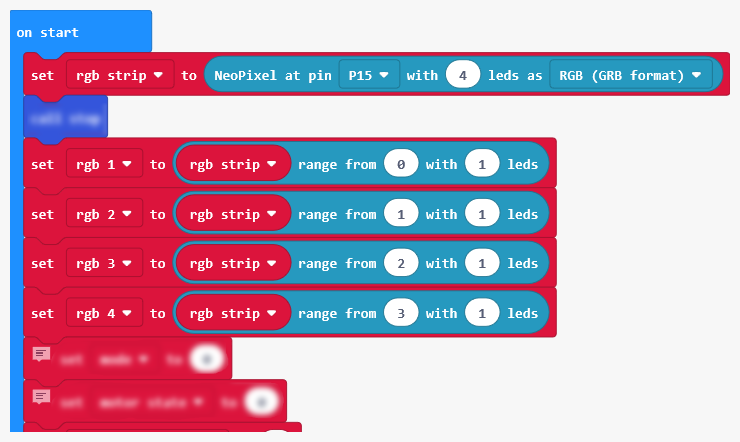 on start
set rgb strip to NeoPixel at pin P15 with 4 leds as RGB (GRB format)
set rgb 1 to rgb strip range from 0 with 1 leds
set rgb 2 to rgb strip range from 1 with 1 leds
set rgb 3 to rgb strip range from 2 with 1 leds
set rgb 4 to rgb strip range from 3 with 1 leds